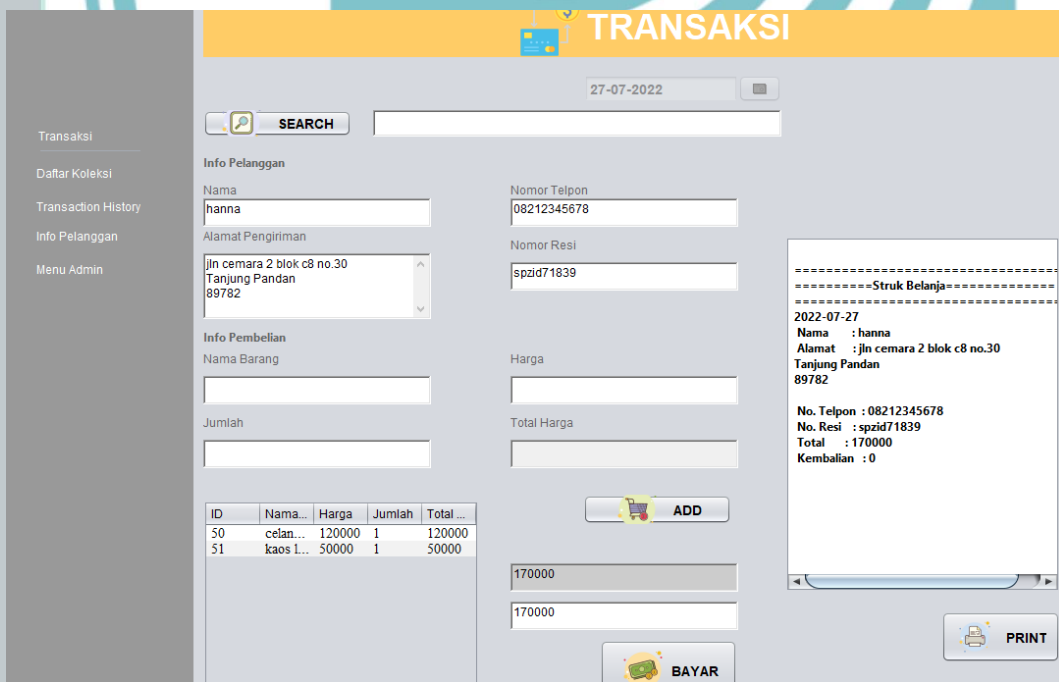 TRANSAKSI
27-07-2022
SEARCH
Transaksi
Daftar Koleksi
Transaction History
Info Pelanggan
Menu Admin
Info Pelanggan
Nama
hanna
Nomor Telpon
08212345678
Alamat Pengiriman
jln cemara 2 blok c8 no.30
Tanjung Pandan
89782
Nomor Resi
spzid71839
Info Pembelian
Nama Barang
Harga
Jumlah
Total Harga
ADD
ID Nama... Harga Jumlah Total ...
50 celan... 120000 1 120000
51 kaos l... 50000 1 50000
170000
170000
BAYAR
==================================
==========Struk Belanja==============
==================================
2022-07-27
Nama : hanna
Alamat : jln cemara 2 blok c8 no.30
Tanjung Pandan
89782
No. Telpon : 08212345678
No. Resi : spzid71839
Total : 170000
Kembalian : 0
PRINT